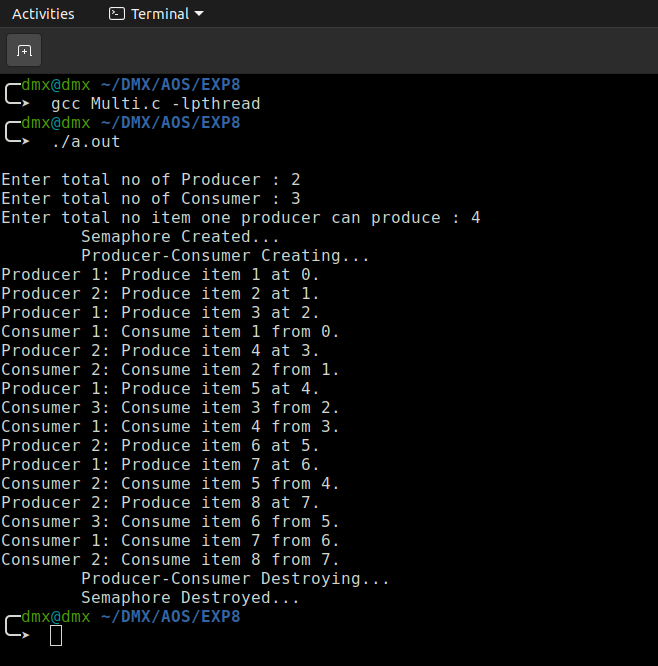 Activities Terminal
dmx@dmx ~/DMX/AOS/EXP8
gcc Multi.c -lpthread
dmx@dmx ~/DMX/AOS/EXP8
./a.out
Enter total no of Producer : 2
Enter total no of Consumer : 3
Enter total no item one producer can produce : 4
Semaphore Created...
Producer-Consumer Creating...
Producer 1: Produce item 1 at 0.
Producer 2: Produce item 2 at 1.
Producer 1: Produce item 3 at 2.
Consumer 1: Consume item 1 from 0.
Producer 2: Produce item 4 at 3.
Consumer 2: Consume item 2 from 1.
Producer 1: Produce item 5 at 4.
Consumer 3: Consume item 3 from 2.
Consumer 1: Consume item 4 from 3.
Producer 2: Produce item 6 at 5.
Producer 1: Produce item 7 at 6.
Consumer 2: Consume item 5 from 4.
Producer 2: Produce item 8 at 7.
Consumer 3: Consume item 6 from 5.
Consumer 1: Consume item 7 from 6.
Consumer 2: Consume item 8 from 7.
Producer-Consumer Destroying...
Semaphore Destroyed...
dmx@dmx ~/DMX/AOS/EXP8